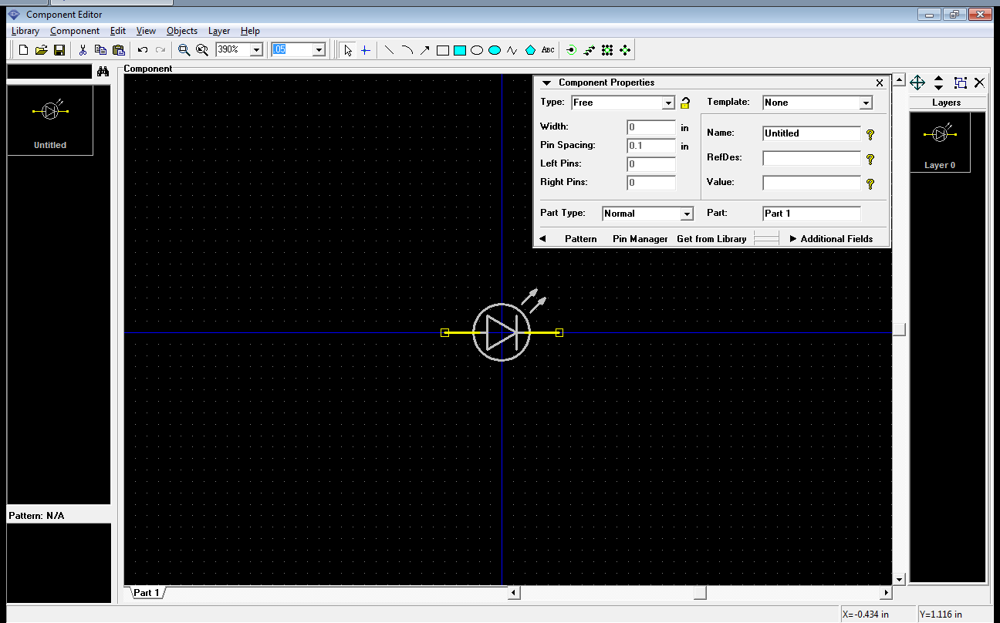 Component Editor
Library Component Edit View Objects Layer Help
390% .05 ABC
Component
Untitled
Pattern: N/A
Component Properties
Type: Free Template: None
Width: 0 in
Pin Spacing: 0.1 in
Left Pins: 0
Right Pins: 0
Name: Untitled
RefDes:
Value:
Part Type: Normal Part: Part 1
Pattern Pin Manager Get from Library Additional Fields
Layers
Layer 0
Part 1
X=-0.434 in Y=1.116 in